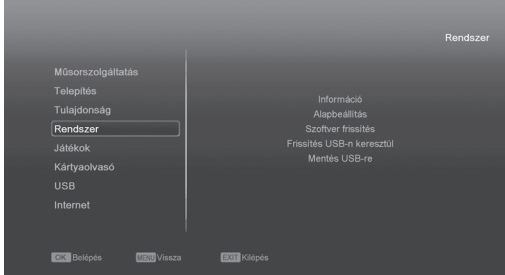 Rendszer
Műsorszolgáltatás
Telepítés
Tulajdonság
Rendszer
Játékok
Kártyaolvasó
USB
Internet
Információ
Alapbeállítás
Szoftver frissítés
Frissítés USB-n keresztül
Mentés USB-re
OK Belépés MENU Vissza EXIT Kilépés